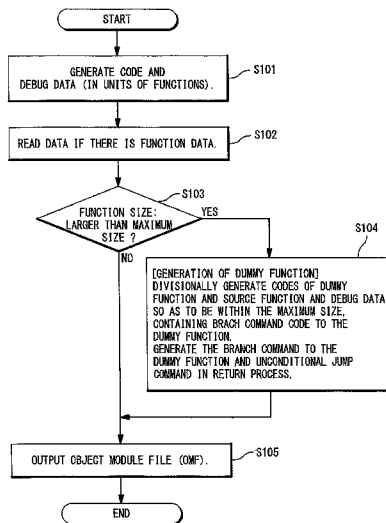 START
GENERATE CODE AND
DEBUG DATA (IN UNITS OF FUNCTIONS).
S101
READ DATA IF THERE IS FUNCTION DATA.
S102
S103
FUNCTION SIZE:
LARGER THAN MAXIMUM
SIZE ?
YES
NO
S104
[GENERATION OF DUMMY FUNCTION]
DIVISIONALLY GENERATE CODES OF DUMMY
FUNCTION AND SOURCE FUNCTION AND DEBUG DATA
SO AS TO BE WITHIN THE MAXIMUM SIZE,
CONTAINING BRACH COMMAND CODE TO THE
DUMMY FUNCTION.
GENERATE THE BRANCH COMMAND TO THE
DUMMY FUNCTION AND UNCONDITIONAL JUMP
COMMAND IN RETURN PROCESS.
S105
OUTPUT OBJECT MODULE FILE (OMF).
END